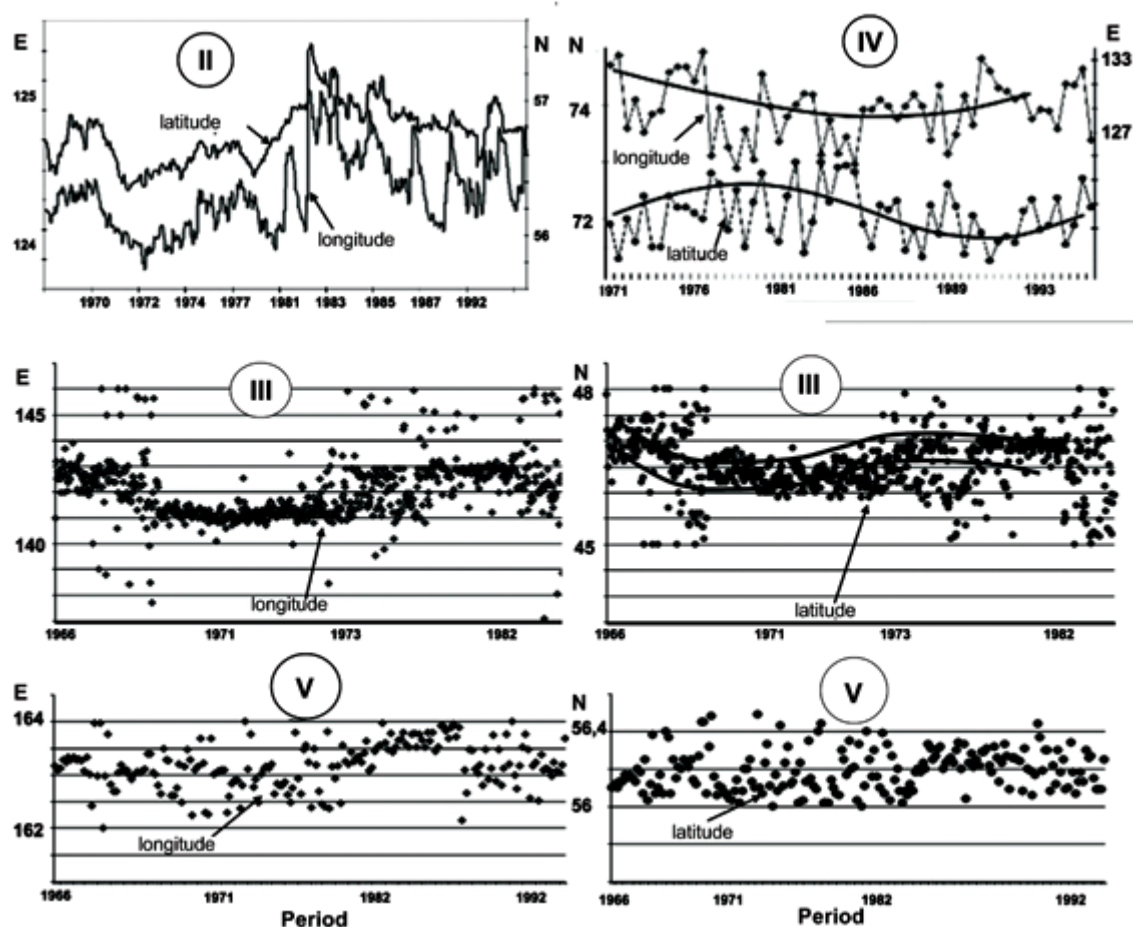 E
II
N
125
57
latitude
longitude
124
56
1970 1972 1974 1977 1981 1983 1985 1987 1992
N
IV
E
133
74
127
longitude
72
latitude
1971 1976 1981 1986 1989 1993
E
III
145
140
longitude
1966 1971 1973 1982
N
III
48
45
latitude
1966 1971 1973 1982
E
V
164
162
longitude
1966 1971 1982 1992
Period
N
V
56,4
56
latitude
1966 1971 1982 1992
Period